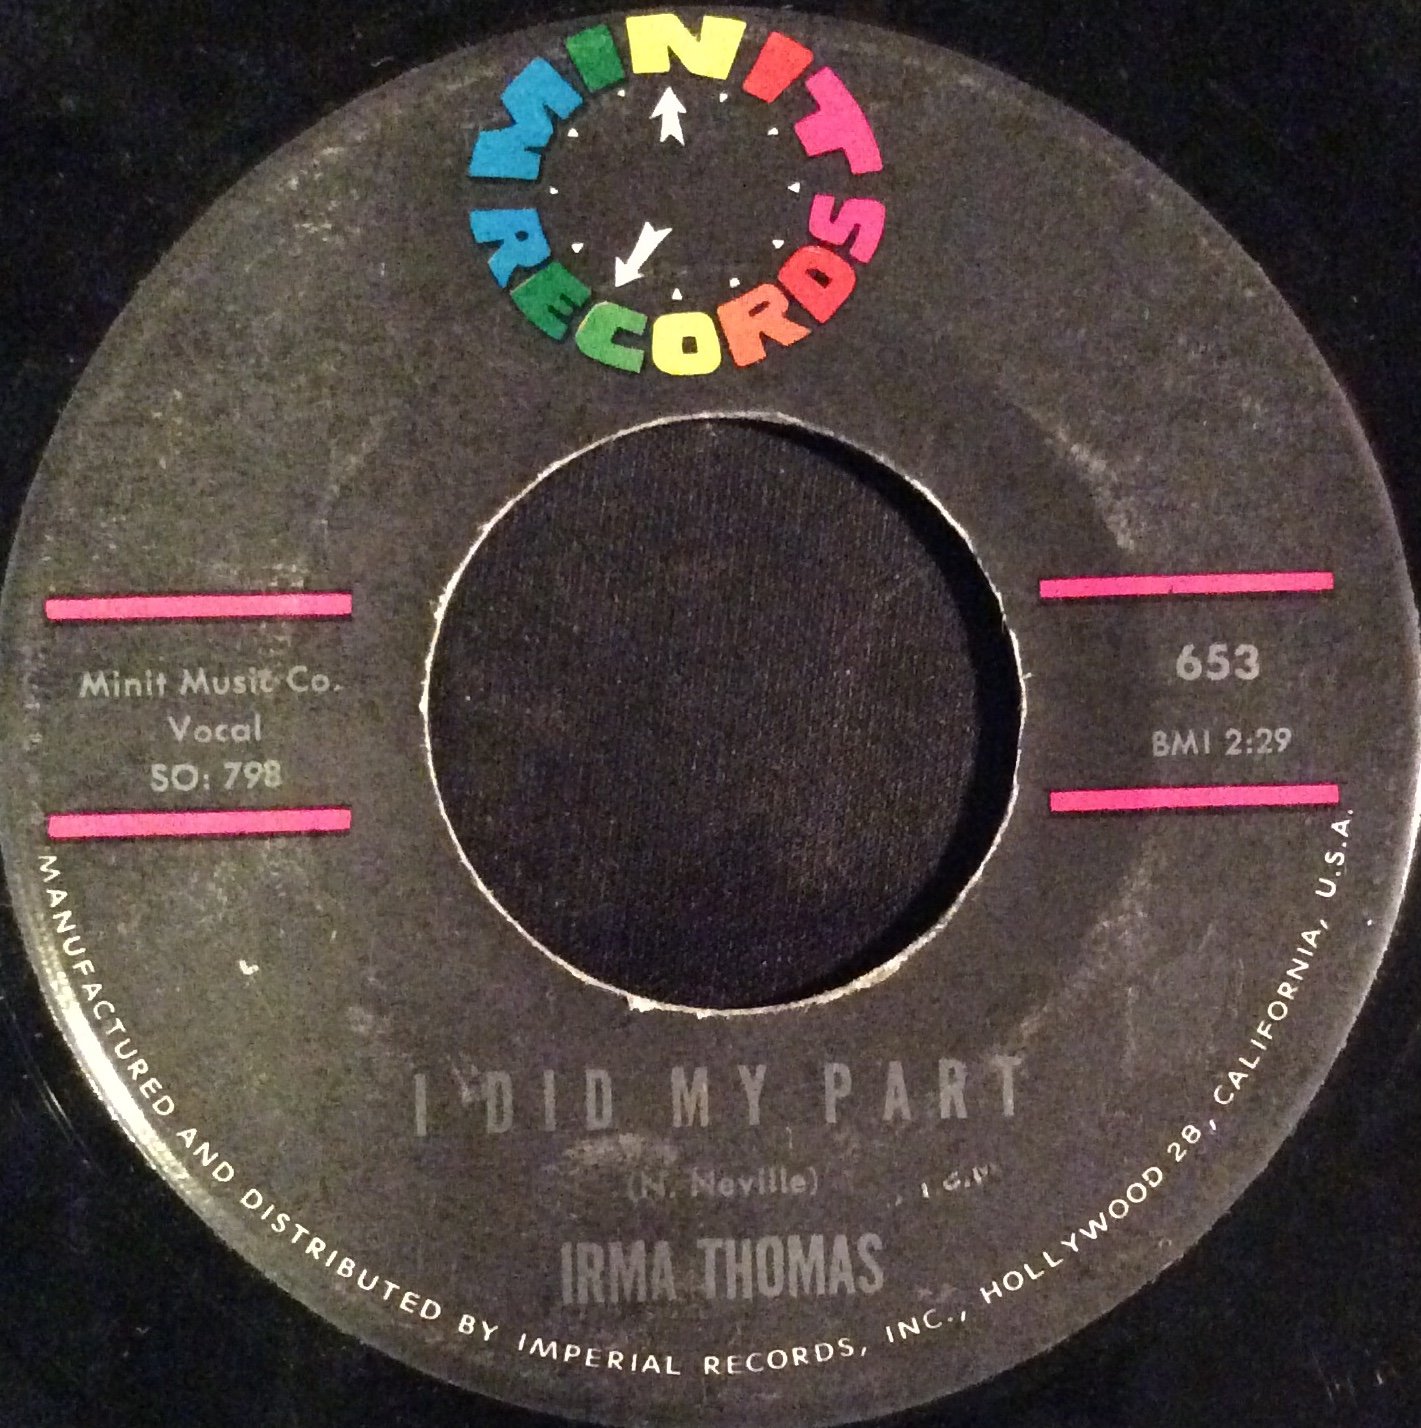 MINIT
RECORDS
Minit Music Co.
Vocal
SO: 798
653
BMI 2:29
I DID MY PART
(N. Neville)
IRMA THOMAS
MANUFACTURED AND DISTRIBUTED BY IMPERIAL RECORDS, INC., HOLLYWOOD 28, CALIFORNIA, U.S.A.